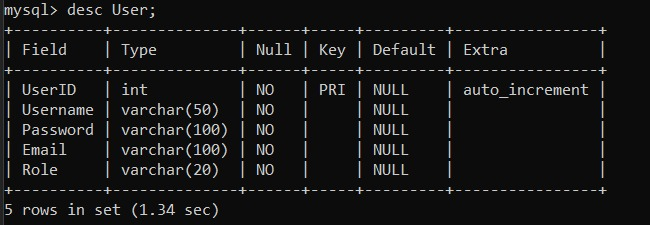 mysql> desc User;
+----------+--------------+------+-----+---------+----------------+
| Field    | Type         | Null | Key | Default | Extra          |
+----------+--------------+------+-----+---------+----------------+
| UserID   | int          | NO   | PRI | NULL    | auto_increment |
| Username | varchar(50)  | NO   |     | NULL    |                |
| Password | varchar(100) | NO   |     | NULL    |                |
| Email    | varchar(100) | NO   |     | NULL    |                |
| Role     | varchar(20)  | NO   |     | NULL    |                |
+----------+--------------+------+-----+---------+----------------+
5 rows in set (1.34 sec)